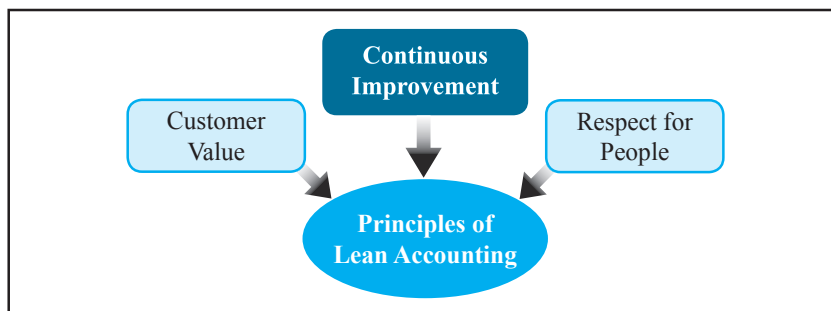 Continuous
Improvement
Customer
Value
Respect for
People
Principles of
Lean Accounting